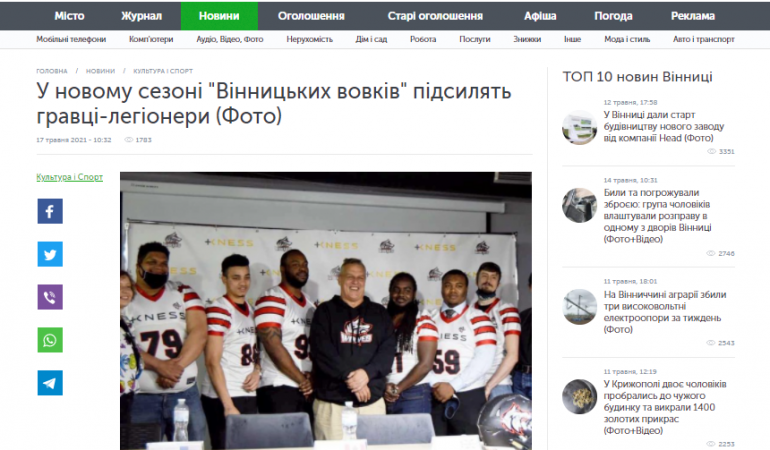 Місто Журнал Новини Оголошення Старі оголошення Афіша Погода Реклама
Мобільні телефони Комп'ютери Аудіо, Відео, Фото Нерухомість Дім і сад Робота Послуги Знижки Інше Мода і стиль Авто і транспорт
ГОЛОВНА / НОВИНИ / КУЛЬТУРА І СПОРТ
У новому сезоні "Вінницьких вовків" підсилять
гравці-легіонери (Фото)
17 травня 2021 - 10:32 1783
Культура і Спорт
KNESS
KNESS
KNESS
KNESS
79
KNESS
59
ТОП 10 новин Вінниці
12 травня, 17:58
У Вінниці дали старт
будівництву нового заводу
від компанії Head (Фото)
3351
14 травня, 10:31
Били та погрожували
зброєю: група чоловіків
влаштували розправу в
одному з дворів Вінниці
(Фото+Відео)
2746
11 травня, 18:01
На Вінниччині аграрії збили
три високовольтні
електроопори за тиждень
(Фото)
2543
11 травня, 12:19
У Крижополі двоє чоловіків
пробрались до чужого
будинку та викрали 1400
золотих прикрас
(Фото+Відео)
2253